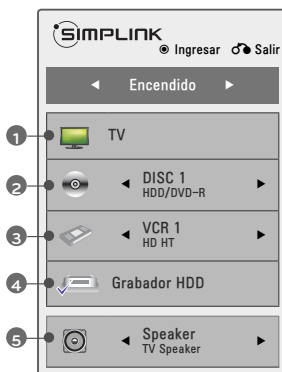 SIMPLINK
Ingresar Salir
Encendido
1 TV
2 DISC 1
HDD/DVD-R
3 VCR 1
HD HT
4 Grabador HDD
5 Speaker
TV Speaker